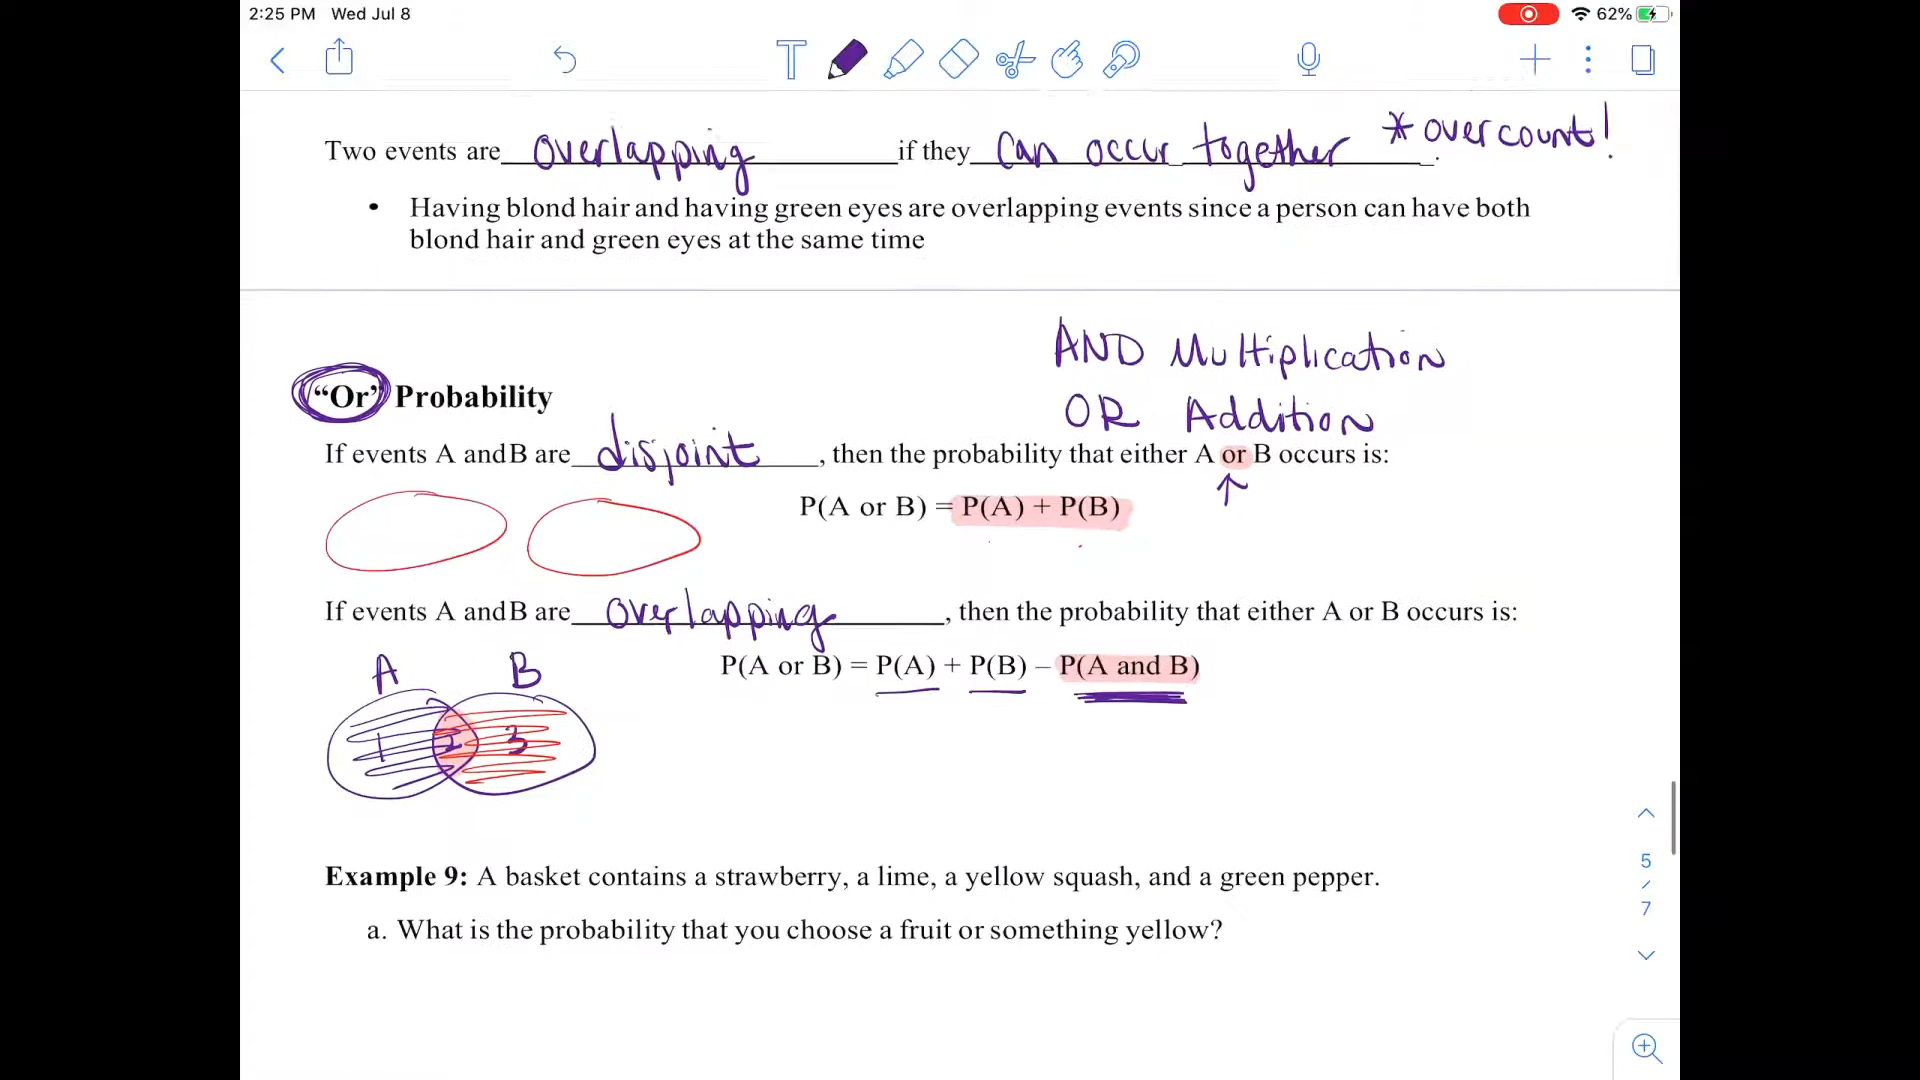 2:25 PM Wed Jul 8
62%
Two events are overlapping if they can occur together * overcount!
• Having blond hair and having green eyes are overlapping events since a person can have both
blond hair and green eyes at the same time
AND Multiplication
"Or" Probability
OR Addition
If events A and B are disjoint, then the probability that either A or B occurs is:
P(A or B) = P(A) + P(B)
If events A and B are overlapping, then the probability that either A or B occurs is:
A B
P(A or B) = P(A) + P(B) – P(A and B)
1 2 3
Example 9: A basket contains a strawberry, a lime, a yellow squash, and a green pepper.
a. What is the probability that you choose a fruit or something yellow?
5
/
7